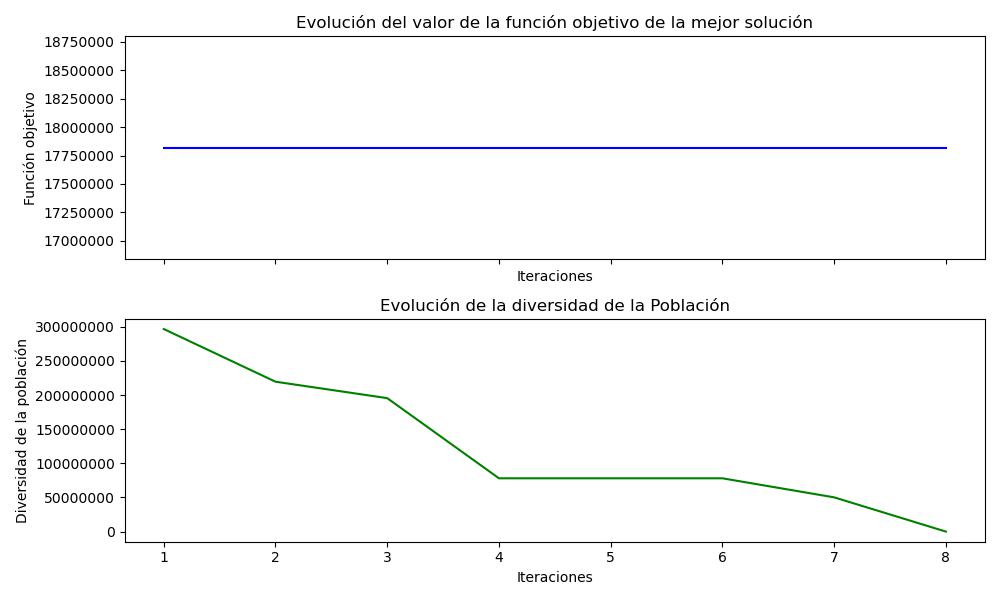 Evolución del valor de la función objetivo de la mejor solución
18750000
18500000
18250000
18000000
17750000
17500000
17250000
17000000
Función objetivo
Iteraciones
Evolución de la diversidad de la Población
300000000
250000000
200000000
150000000
100000000
50000000
0
Diversidad de la población
1 2 3 4 5 6 7 8
Iteraciones